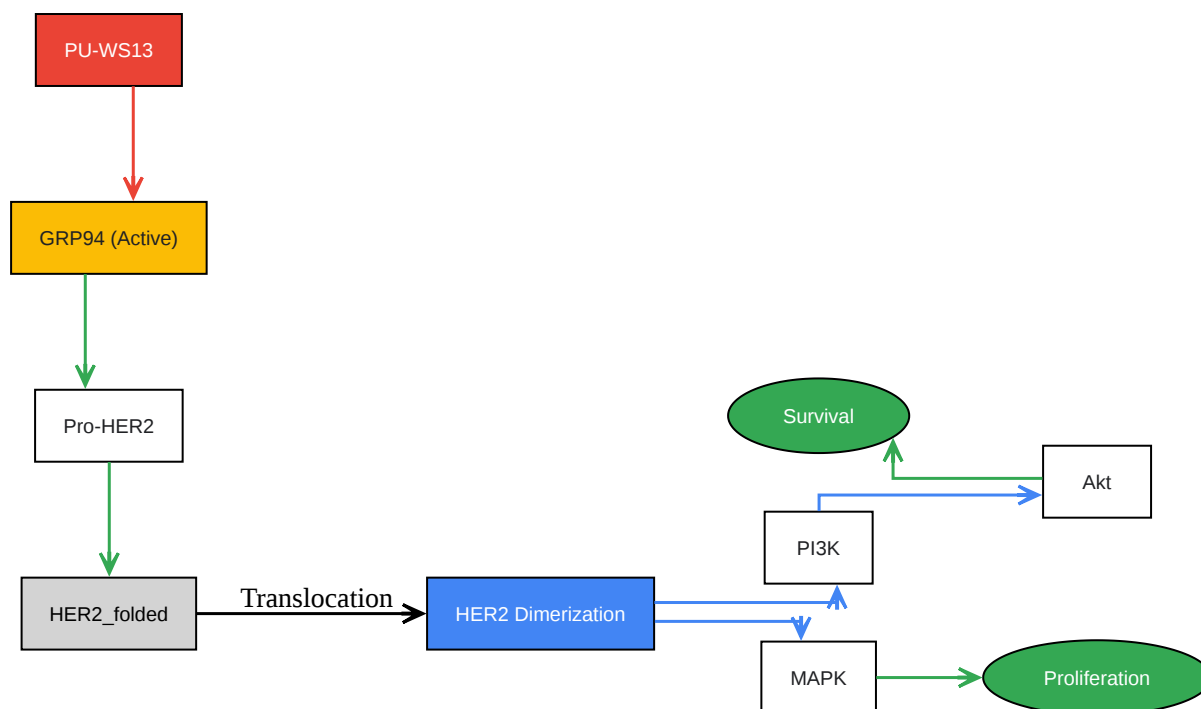 PU-WS13
GRP94 (Active)
Pro-HER2
HER2_folded
Translocation
HER2 Dimerization
Survival
Akt
PI3K
MAPK
Proliferation